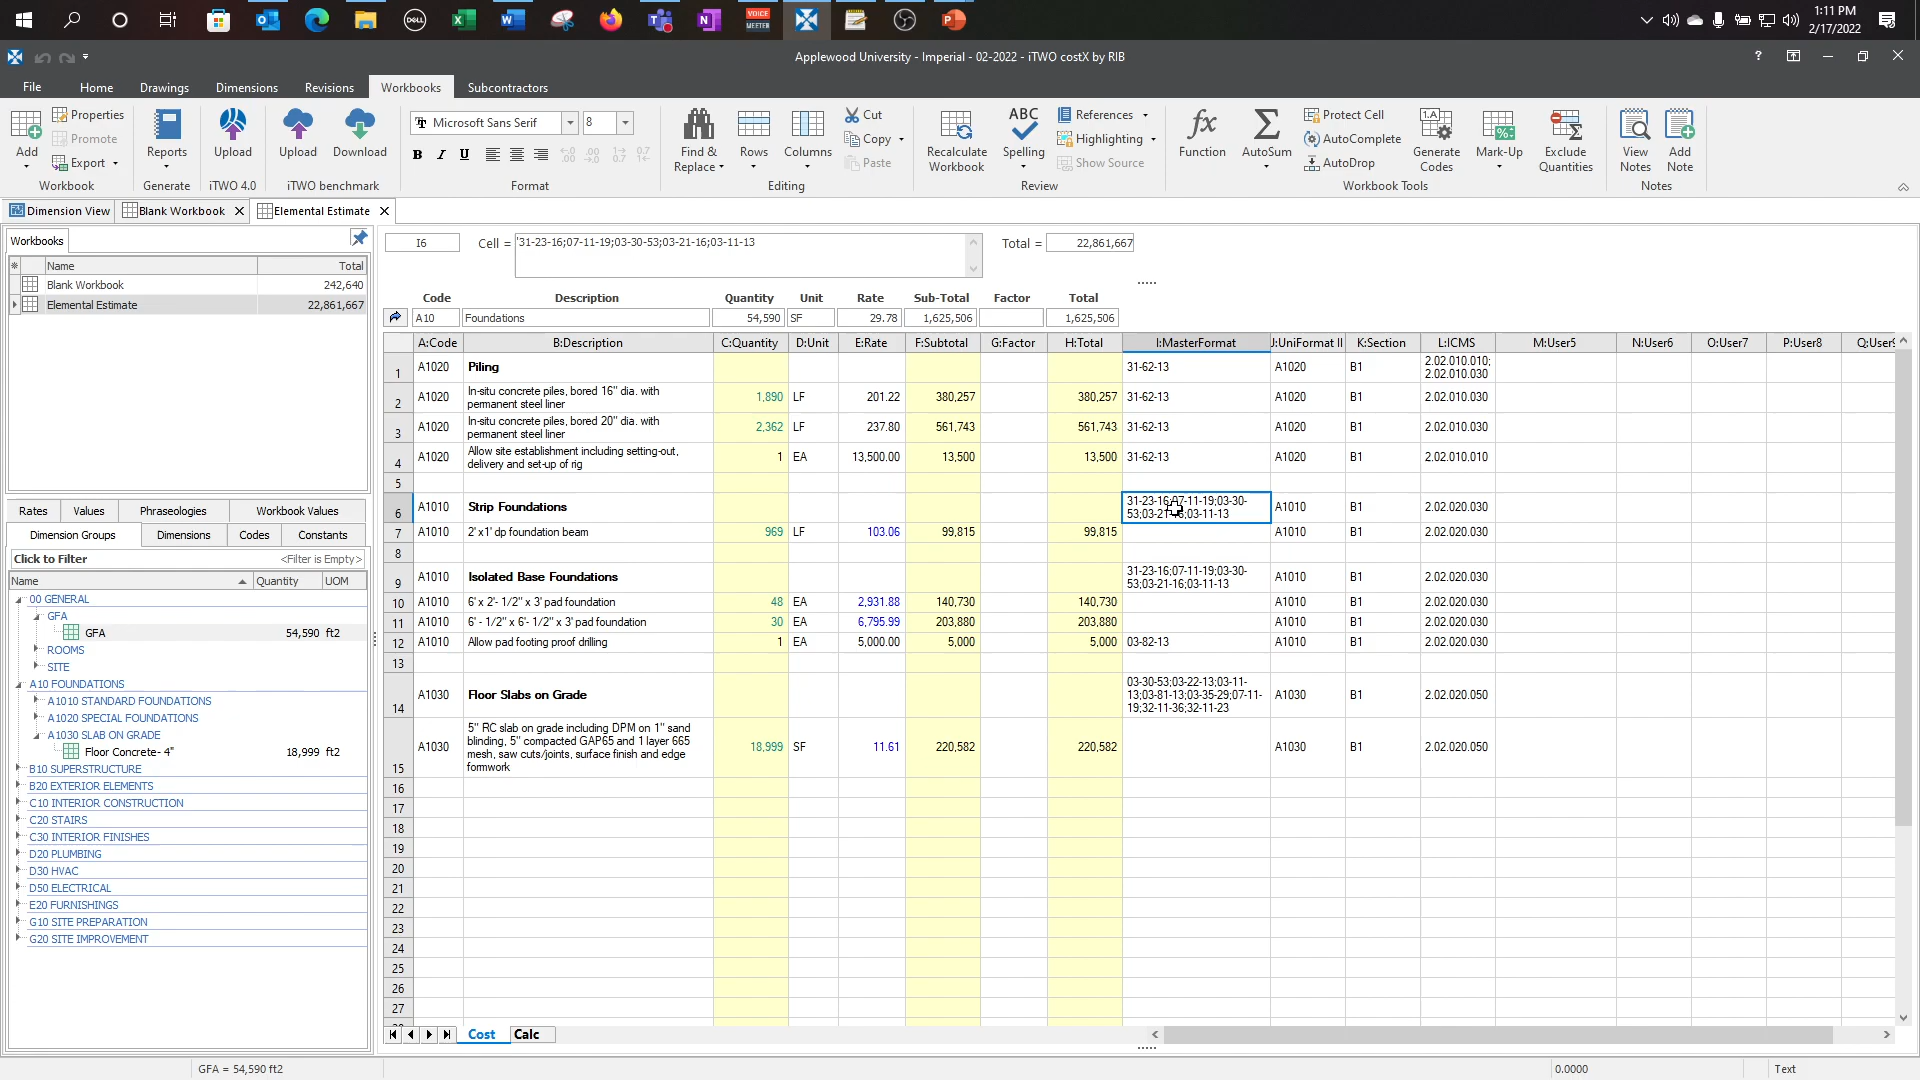 DELL
VOICE
MEETER
1:11 PM
2/17/2022
Applewood University - Imperial - 02-2022 - iTWO costX by RIB
File Home Drawings Dimensions Revisions Workbooks Subcontractors
Add
Properties
Promote
Export
Workbook
Reports
Generate
Upload
iTWO 4.0
Upload Download
iTWO benchmark
Microsoft Sans Serif 8
B I U
Format
Find &
Replace
Rows Columns
Cut
Copy
Paste
Editing
Recalculate
Workbook
ABC
Spelling
References
Highlighting
Show Source
Review
fx
Function
AutoSum
Protect Cell
AutoComplete
AutoDrop
Generate
Codes
Mark-Up
Exclude
Quantities
Workbook Tools
View
Notes
Add
Note
Notes
Dimension View Blank Workbook Elemental Estimate
Workbooks
Name Total
Blank Workbook 242,640
Elemental Estimate 22,861,667
Rates Values Phraseologies Workbook Values
Dimension Groups Dimensions Codes Constants
Click to Filter <Filter is Empty>
Name Quantity UOM
00 GENERAL
GFA
GFA 54,590 ft2
ROOMS
SITE
A10 FOUNDATIONS
A1010 STANDARD FOUNDATIONS
A1020 SPECIAL FOUNDATIONS
A1030 SLAB ON GRADE
Floor Concrete- 4" 18,999 ft2
B10 SUPERSTRUCTURE
B20 EXTERIOR ELEMENTS
C10 INTERIOR CONSTRUCTION
C20 STAIRS
C30 INTERIOR FINISHES
D20 PLUMBING
D30 HVAC
D50 ELECTRICAL
E20 FURNISHINGS
G10 SITE PREPARATION
G20 SITE IMPROVEMENT
I6 Cell = '31-23-16;07-11-19;03-30-53;03-21-16;03-11-13 Total = 22,861,667
Code Description Quantity Unit Rate Sub-Total Factor Total
A10 Foundations 54,590 SF 29.78 1,625,506 1,625,506
A:Code B:Description C:Quantity D:Unit E:Rate F:Subtotal G:Factor H:Total I:MasterFormat J:UniFormat II K:Section L:ICMS M:User5 N:User6 O:User7 P:User8 Q:User9
1 A1020 Piling 31-62-13 A1020 B1 2.02.010.010;
2.02.010.030
2 A1020 In-situ concrete piles, bored 16" dia. with
permanent steel liner 1,890 LF 201.22 380,257 380,257 31-62-13 A1020 B1 2.02.010.030
3 A1020 In-situ concrete piles, bored 20" dia. with
permanent steel liner 2,362 LF 237.80 561,743 561,743 31-62-13 A1020 B1 2.02.010.030
4 A1020 Allow site establishment including setting-out,
delivery and set-up of rig 1 EA 13,500.00 13,500 13,500 31-62-13 A1020 B1 2.02.010.010
5
6 A1010 Strip Foundations 31-23-16;07-11-19;03-30-
53;03-21-16;03-11-13 A1010 B1 2.02.020.030
7 A1010 2' x1' dp foundation beam 969 LF 103.06 99,815 99,815 A1010 B1 2.02.020.030
8
9 A1010 Isolated Base Foundations 31-23-16;07-11-19;03-30-
53;03-21-16;03-11-13 A1010 B1 2.02.020.030
10 A1010 6' x 2'- 1/2" x 3' pad foundation 48 EA 2,931.88 140,730 140,730 A1010 B1 2.02.020.030
11 A1010 6' - 1/2" x 6'- 1/2" x 3' pad foundation 30 EA 6,795.99 203,880 203,880 A1010 B1 2.02.020.030
12 A1010 Allow pad footing proof drilling 1 EA 5,000.00 5,000 5,000 03-82-13 A1010 B1 2.02.020.030
13
14 A1030 Floor Slabs on Grade 03-30-53;03-22-13;03-11-
13;03-81-13;03-35-29;07-11-
19;32-11-36;32-11-23 A1030 B1 2.02.020.050
15 A1030 5" RC slab on grade including DPM on 1" sand
blinding, 5" compacted GAP65 and 1 layer 665
mesh, saw cuts/joints, surface finish and edge
formwork 18,999 SF 11.61 220,582 220,582 A1030 B1 2.02.020.050
16
17
18
19
20
21
22
23
24
25
26
27
Cost Calc
GFA = 54,590 ft2 0.0000 Text